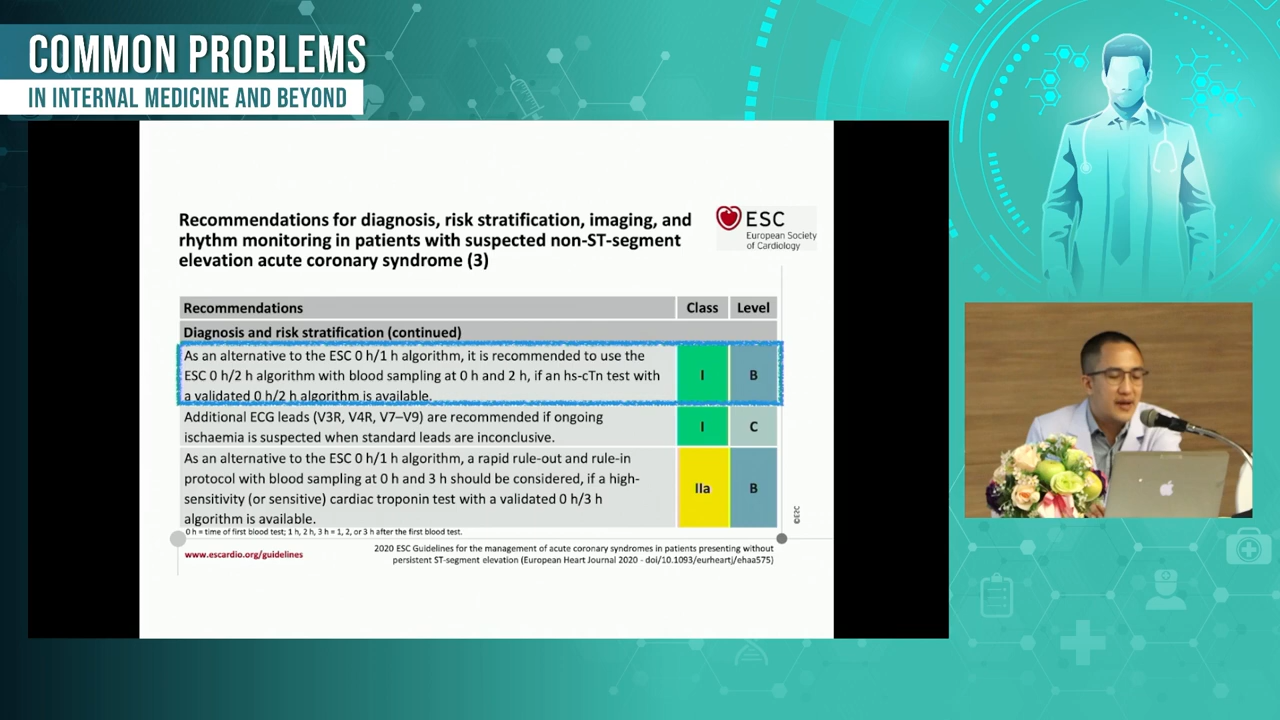 COMMON PROBLEMS
IN INTERNAL MEDICINE AND BEYOND
Recommendations for diagnosis, risk stratification, imaging, and
rhythm monitoring in patients with suspected non-ST-segment
elevation acute coronary syndrome (3)
ESC
European Society
of Cardiology
Recommendations Class Level
Diagnosis and risk stratification (continued)
As an alternative to the ESC 0 h/1 h algorithm, it is recommended to use the
ESC 0 h/2 h algorithm with blood sampling at 0 h and 2 h, if an hs-cTn test with
a validated 0 h/2 h algorithm is available.
I B
Additional ECG leads (V3R, V4R, V7–V9) are recommended if ongoing
ischaemia is suspected when standard leads are inconclusive.
I C
As an alternative to the ESC 0 h/1 h algorithm, a rapid rule-out and rule-in
protocol with blood sampling at 0 h and 3 h should be considered, if a high-
sensitivity (or sensitive) cardiac troponin test with a validated 0 h/3 h
algorithm is available.
IIa B
©ESC
0 h = time of first blood test; 1 h, 2 h, 3 h = 1, 2, or 3 h after the first blood test.
www.escardio.org/guidelines
2020 ESC Guidelines for the management of acute coronary syndromes in patients presenting without
persistent ST-segment elevation (European Heart Journal 2020 - doi/10.1093/eurheartj/ehaa575)